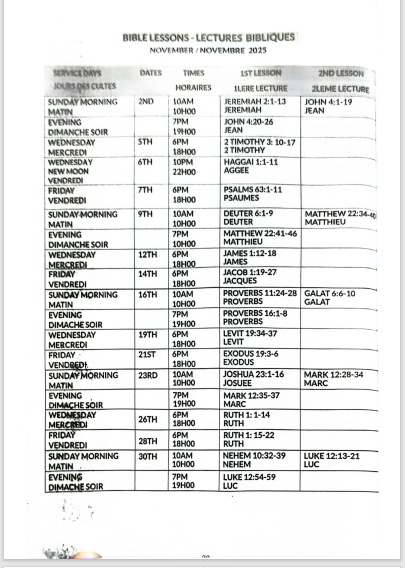 BIBLE LESSONS - LECTURES BIBLIQUES
NOVEMBER / NOVEMBRE 2025
SERVICE DAYS DATES TIMES 1ST LESSON 2ND LESSON
JOURS DES CULTES HORAIRES 1LERE LECTURE 2LEME LECTURE
SUNDAY MORNING 2ND 10AM JEREMIAH 2:1-13 JOHN 4:1-19
MATIN 10H00 JEREMIAH JEAN
EVENING 7PM JOHN 4:20-26
DIMANCHE SOIR 19H00 JEAN
WEDNESDAY 5TH 6PM 2 TIMOTHY 3: 10-17
MERCREDI 18H00 2 TIMOTHY
WEDNESDAY 6TH 10PM HAGGAI 1:1-11
NEW MOON 22H00 AGGEE
VENDREDI
FRIDAY 7TH 6PM PSALMS 63:1-11
VENDREDI 18H00 PSAUMES
SUNDAY MORNING 9TH 10AM DEUTER 6:1-9 MATTHEW 22:34-40
MATIN 10H00 DEUTER MATTHIEU
EVENING 7PM MATTHEW 22:41-46
DIMANCHE SOIR 10H00 MATTHIEU
WEDNESDAY 12TH 6PM JAMES 1:12-18
MERCREDI 18H00 JAMES
FRIDAY 14TH 6PM JACOB 1:19-27
VENDREDI 18H00 JACQUES
SUNDAY MORNING 16TH 10AM PROVERBS 11:24-28 GALAT 6:6-10
MATIN 10H00 PROVERBS GALAT
EVENING 7PM PROVERBS 16:1-8
DIMACHE SOIR 19H00 PROVERBS
WEDNESDAY 19TH 6PM LEVIT 19:34-37
MERCREDI 18H00 LEVIT
FRIDAY 21ST 6PM EXODUS 19:3-6
VENDREDI 18H00 EXODUS
SUNDAY MORNING 23RD 10AM JOSHUA 23:1-16 MARK 12:28-34
MATIN 10H00 JOSUEE MARC
EVENING 7PM MARK 12:35-37
DIMACHE SOIR 19H00 MARC
WEDNESDAY 26TH 6PM RUTH 1: 1-14
MERCREDI 18H00 RUTH
FRIDAY 28TH 6PM RUTH 1: 15-22
VENDREDI 18H00 RUTH
SUNDAY MORNING 30TH 10AM NEHEM 10:32-39 LUKE 12:13-21
MATIN 10H00 NEHEM LUC
EVENING 7PM LUKE 12:54-59
DIMACHE SOIR 19H00 LUC